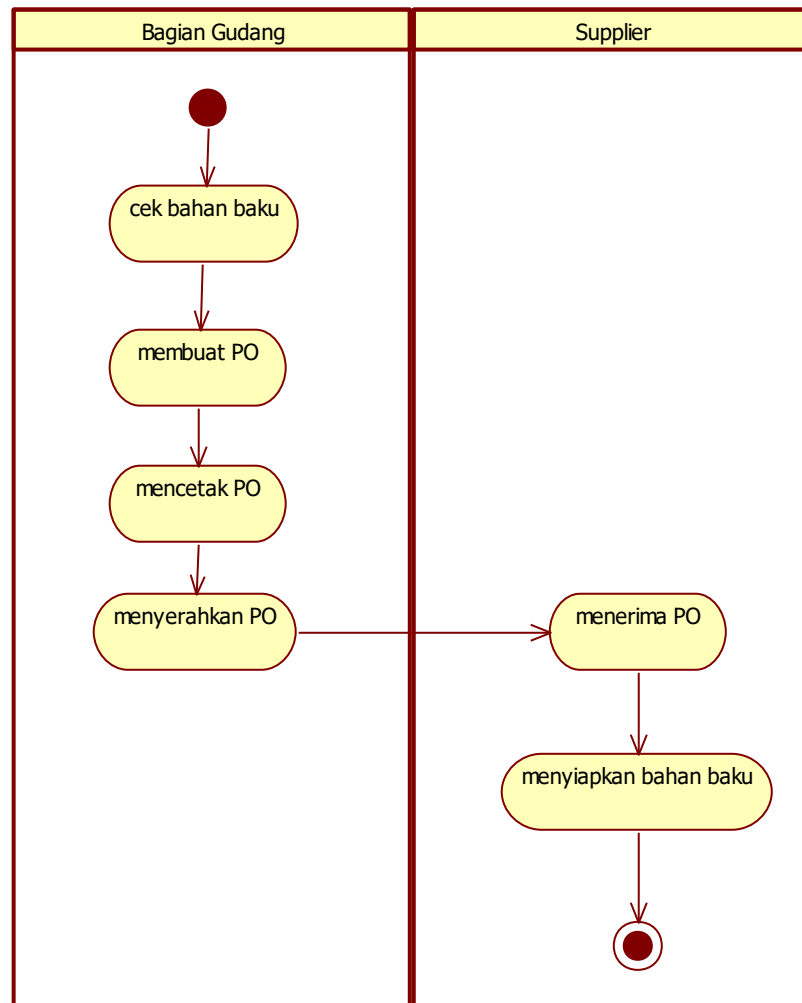 Bagian Gudang
Supplier
cek bahan baku
membuat PO
mencetak PO
menyerahkan PO
menerima PO
menyiapkan bahan baku